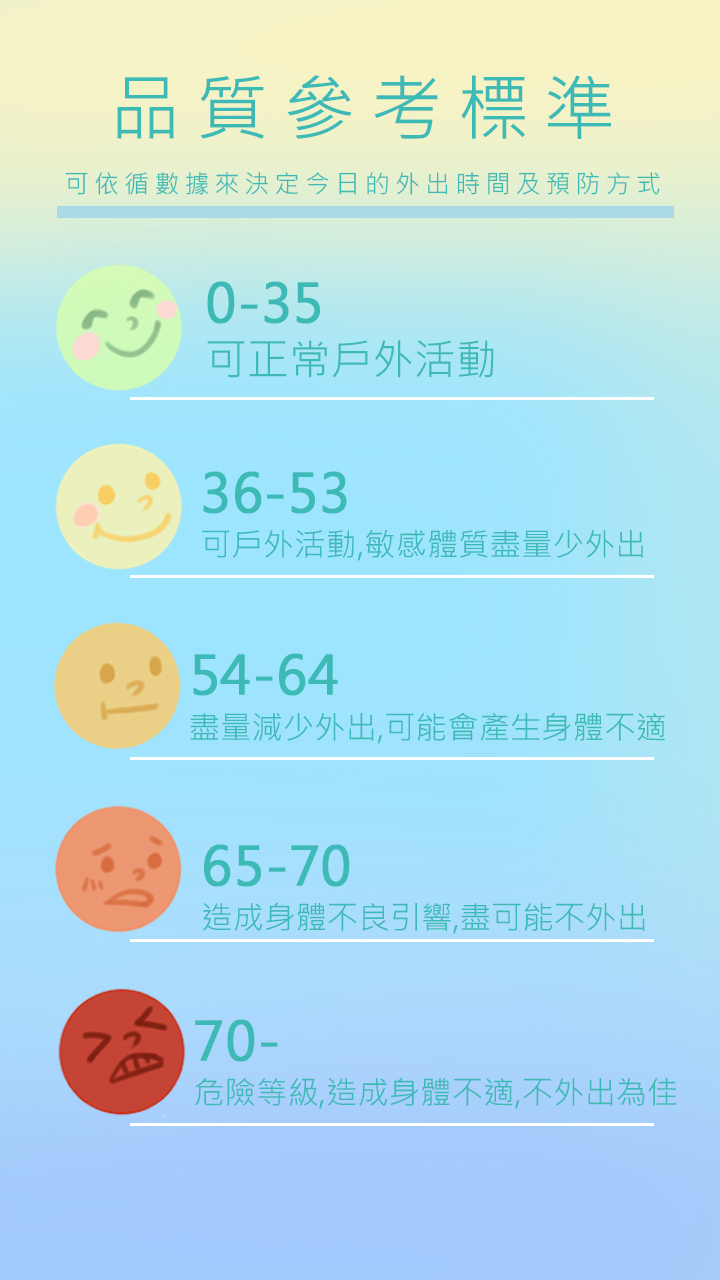 品質參考標準
可依循數據來決定今日的外出時間及預防方式
0-35
可正常戶外活動
36-53
可戶外活動,敏感體質盡量少外出
54-64
盡量減少外出,可能會產生身體不適
65-70
造成身體不良引響,盡可能不外出
70-
危險等級,造成身體不適,不外出為佳